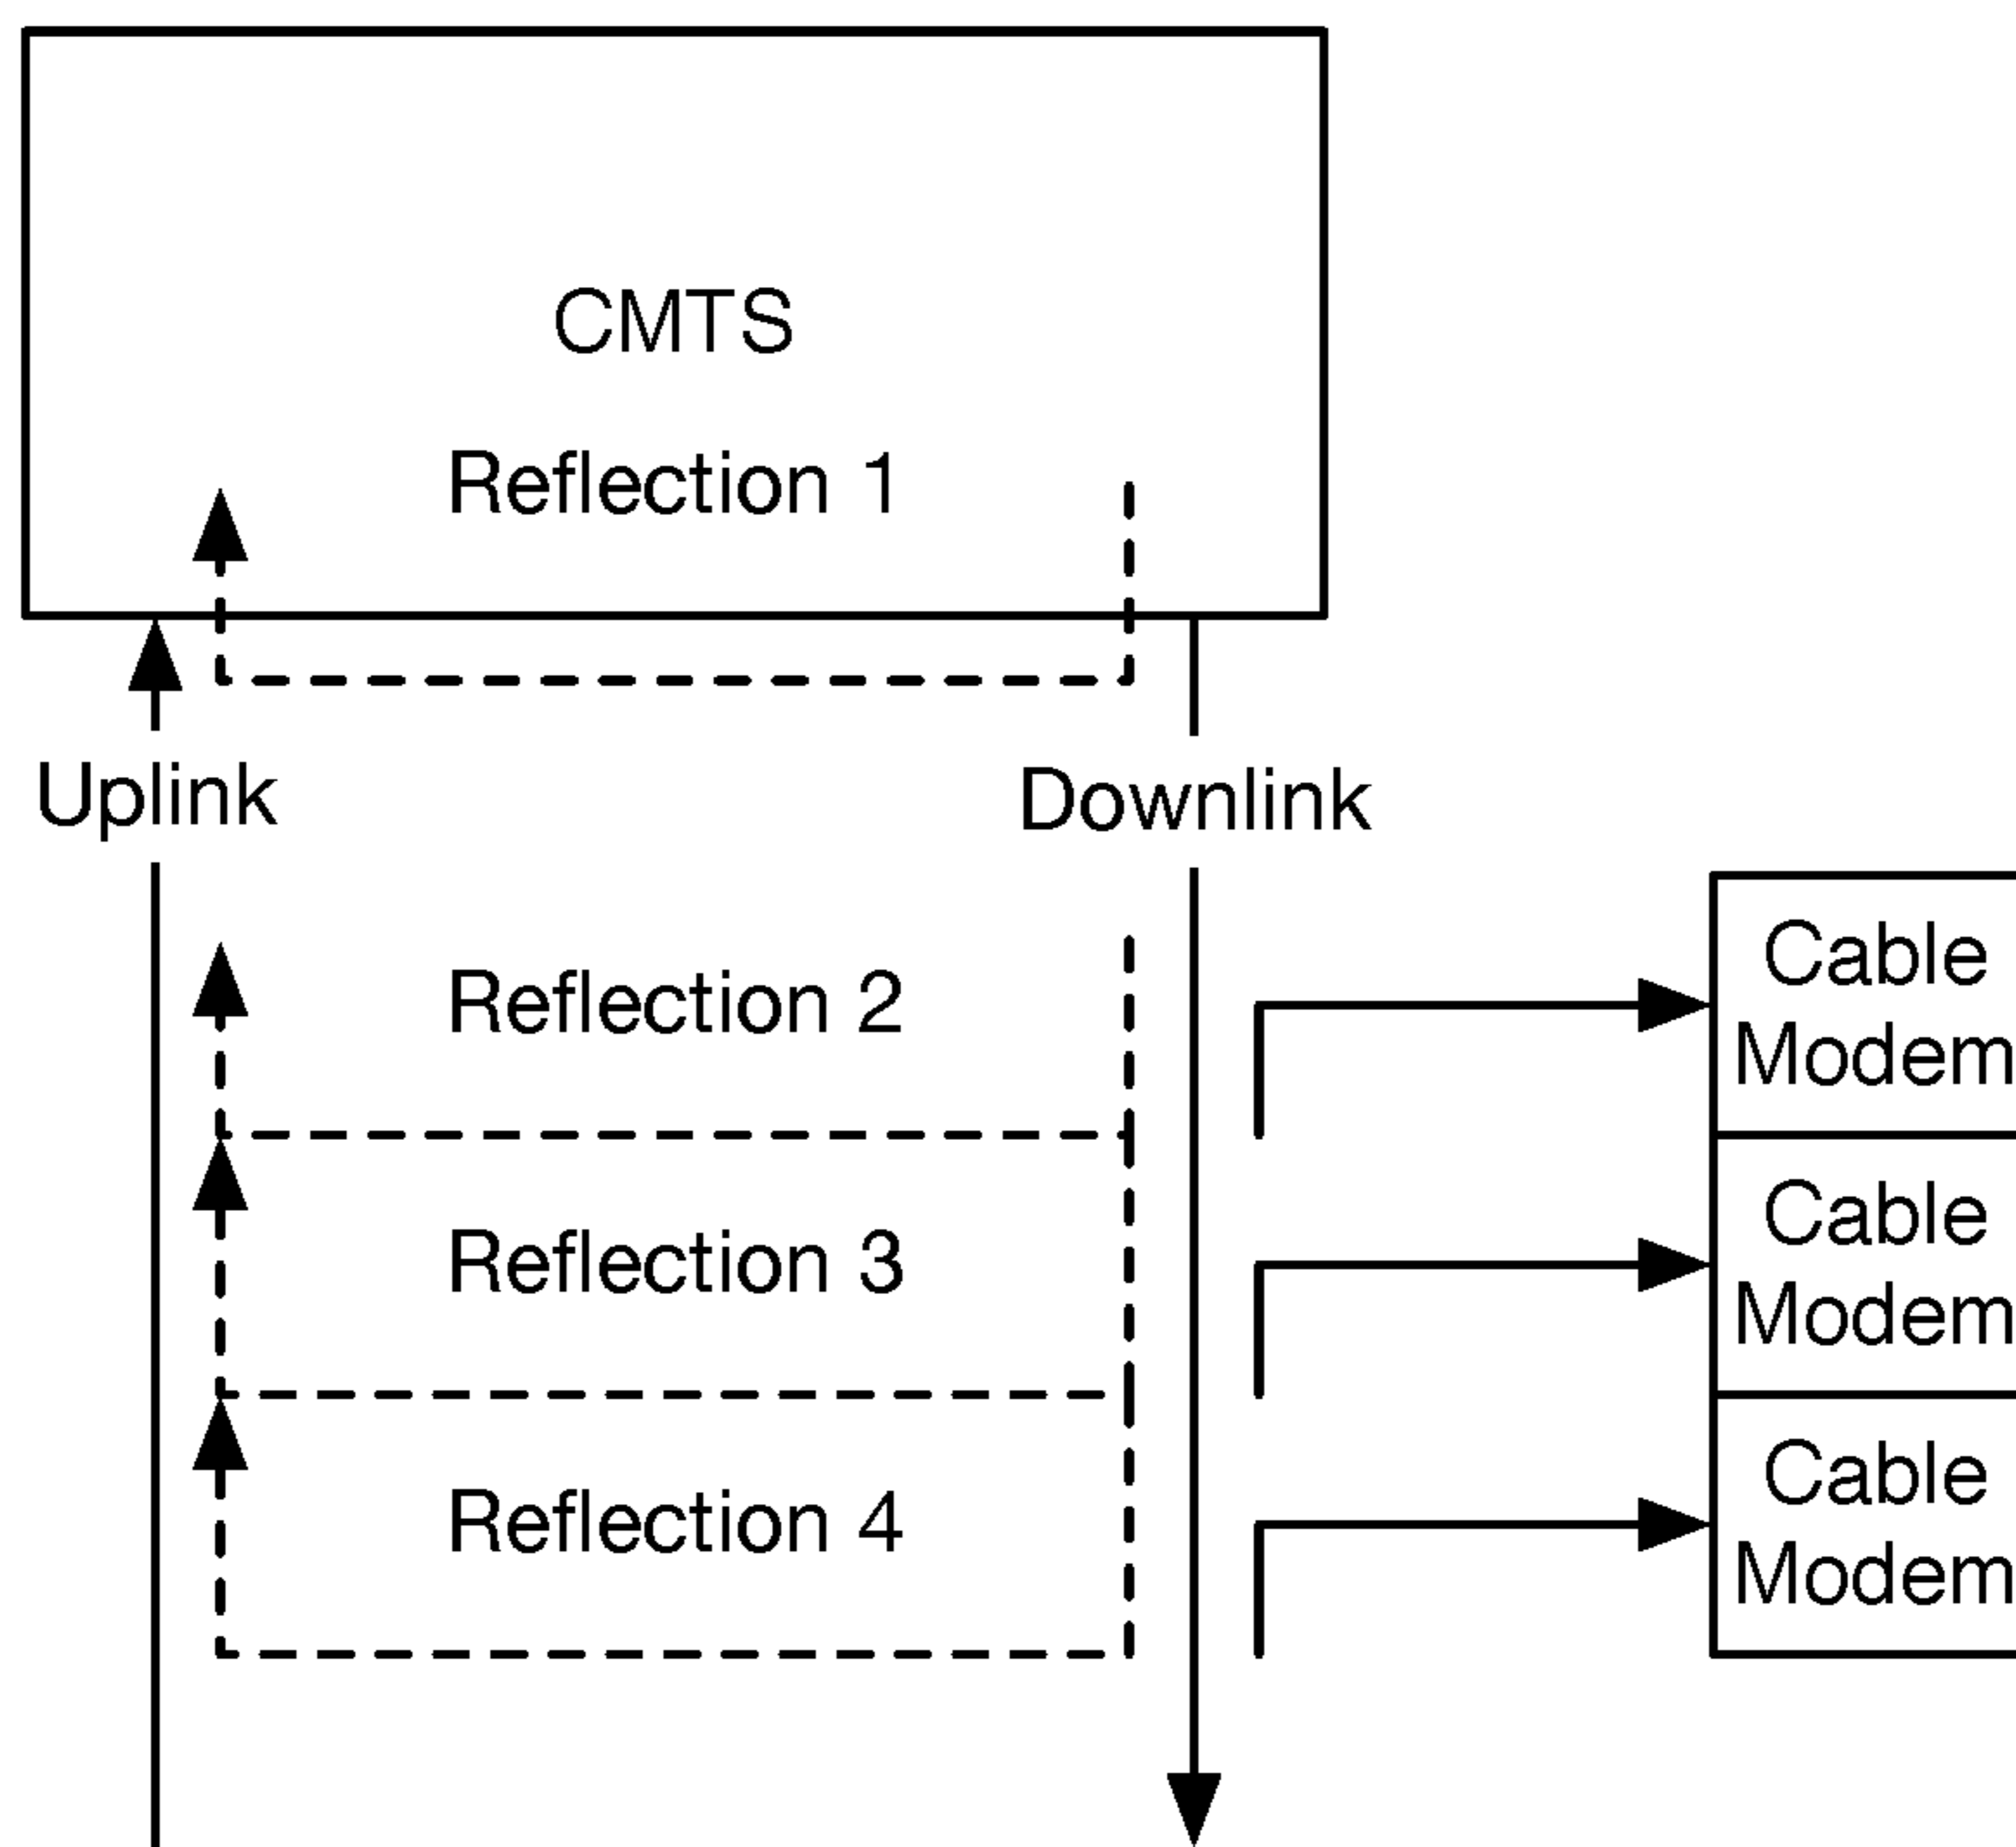 CMTS
Reflection 1
Uplink
Downlink
Reflection 2
Cable
Modem
Reflection 3
Cable
Modem
Reflection 4
Cable
Modem